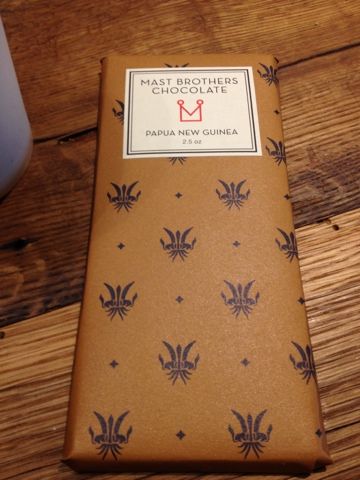 MAST BROTHERS
CHOCOLATE
PAPUA NEW GUINEA
2.5 oz